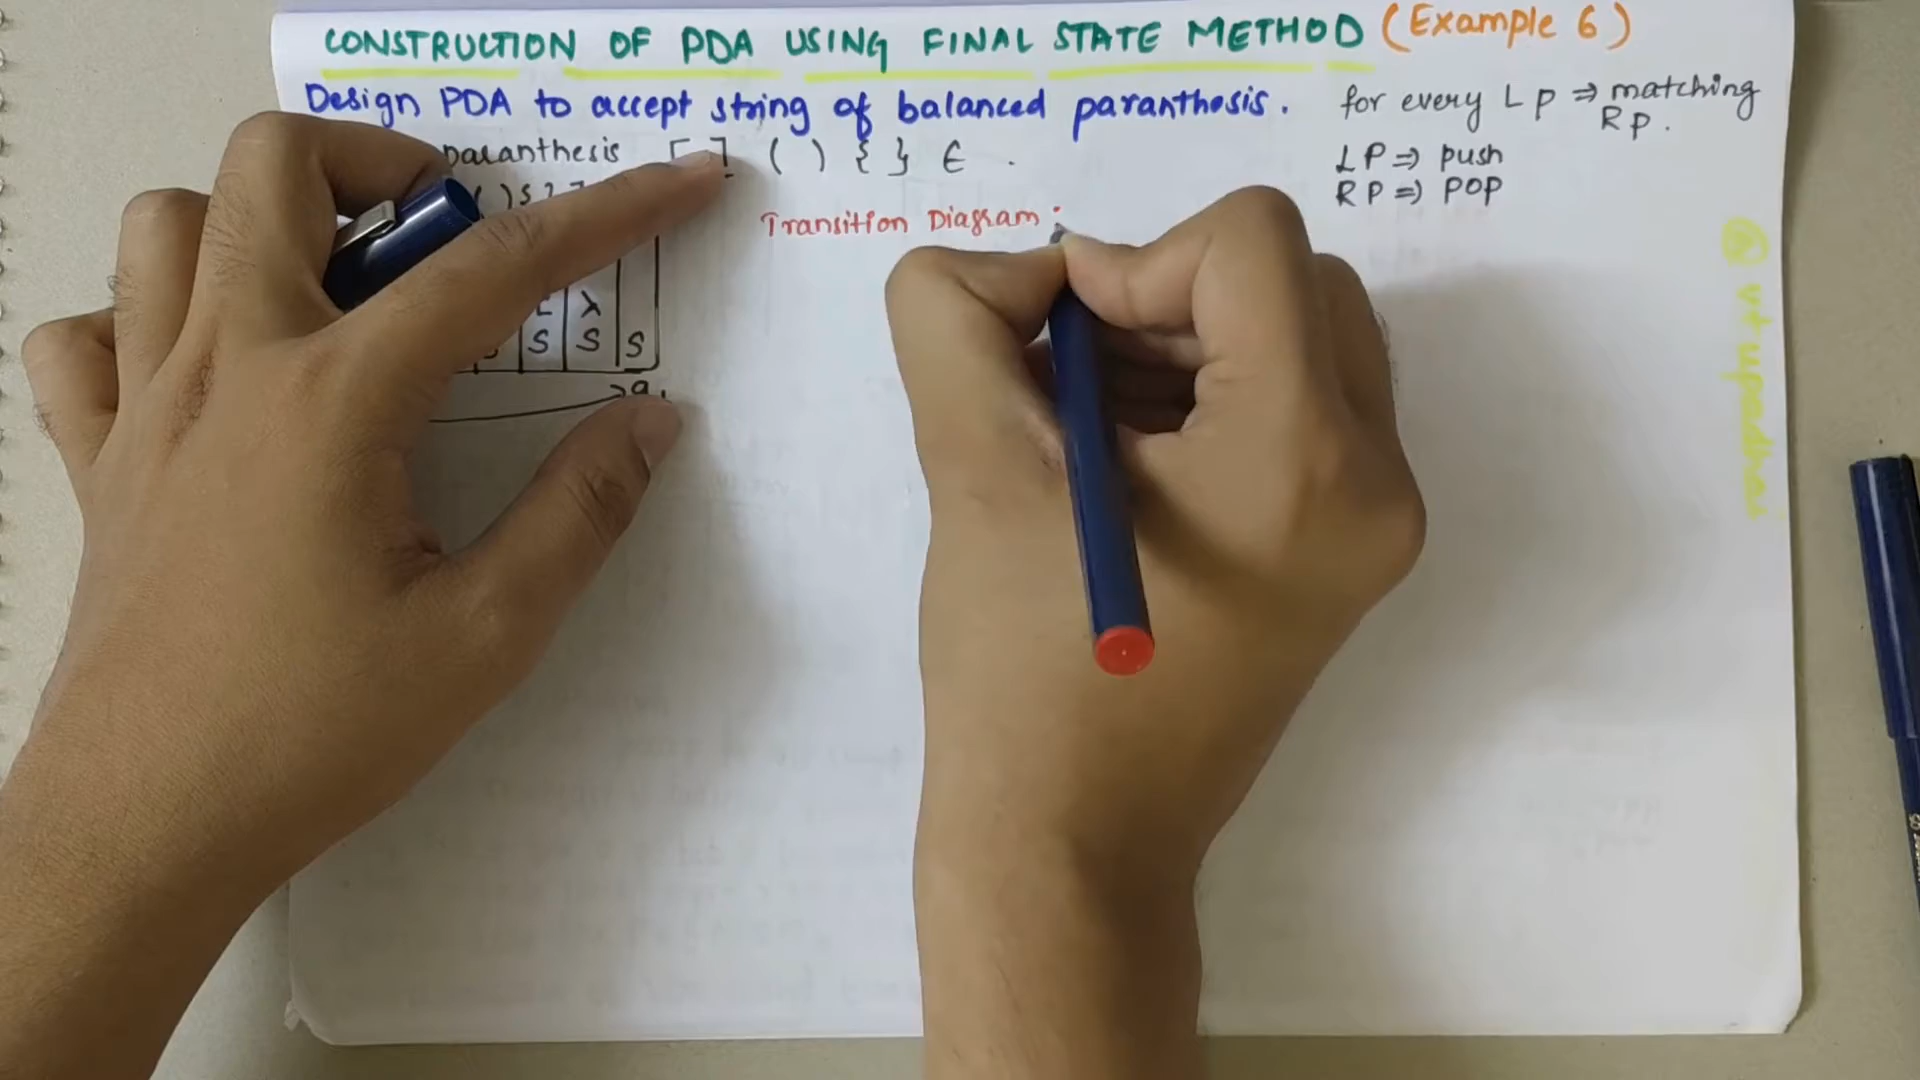 CONSTRUCTION OF PDA USING FINAL STATE METHOD (Example 6)
Design PDA to accept string of balanced paranthesis.
for every LP ⇒ matching
RP.
paranthesis [ ] ( ) { } ∈ .
LP ⇒ push
RP ⇒ pop
Transition Diagram :
λ
S S S
vtupadhai